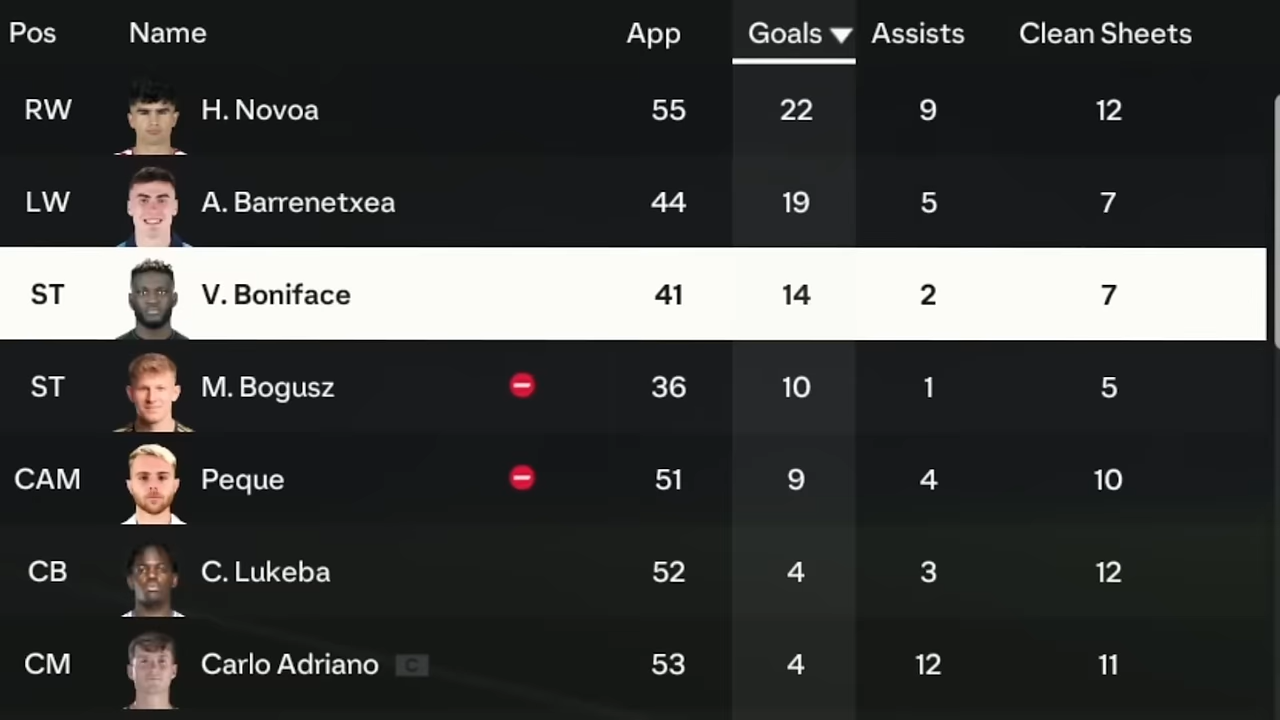 Pos Name App Goals Assists Clean Sheets
RW H. Novoa 55 22 9 12
LW A. Barrenetxea 44 19 5 7
ST V. Boniface 41 14 2 7
ST M. Bogusz 36 10 1 5
CAM Peque 51 9 4 10
CB C. Lukeba 52 4 3 12
CM Carlo Adriano C 53 4 12 11